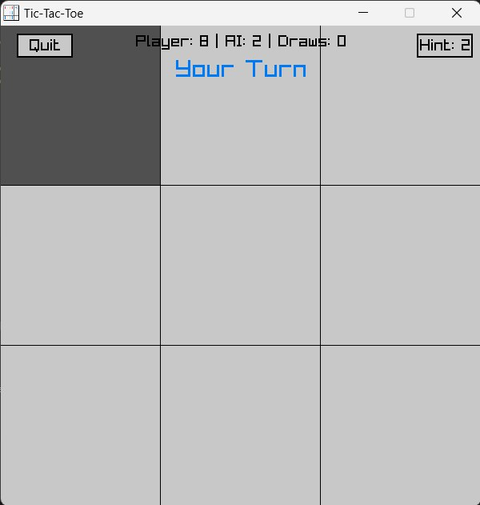 Tic-Tac-Toe
Quit
Player: 8 | AI: 2 | Draws: 0
Hint: 2
Your Turn